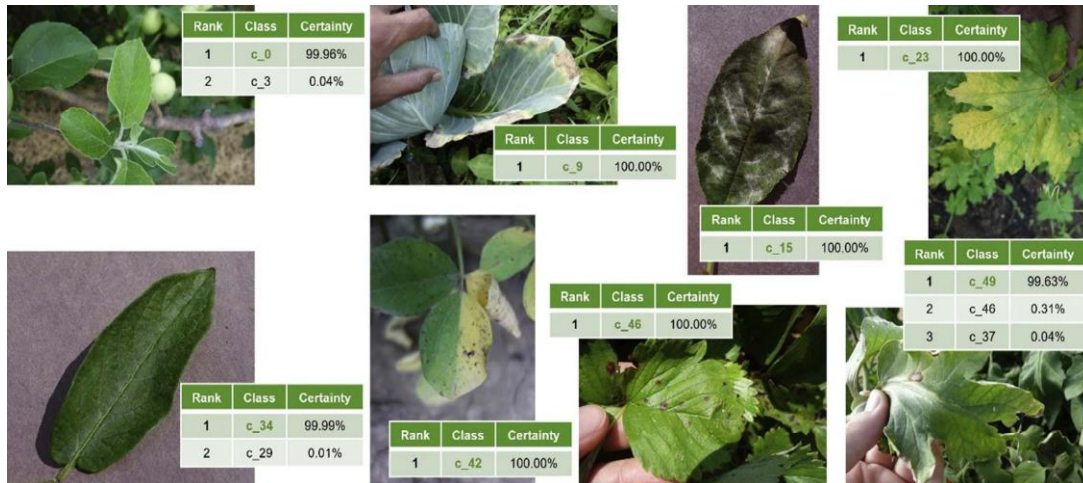 Rank Class Certainty
1 c_0 99.96%
2 c_3 0.04%
Rank Class Certainty
1 c_9 100.00%
Rank Class Certainty
1 c_15 100.00%
Rank Class Certainty
1 c_23 100.00%
Rank Class Certainty
1 c_34 99.99%
2 c_29 0.01%
Rank Class Certainty
1 c_42 100.00%
Rank Class Certainty
1 c_46 100.00%
Rank Class Certainty
1 c_49 99.63%
2 c_46 0.31%
3 c_37 0.04%